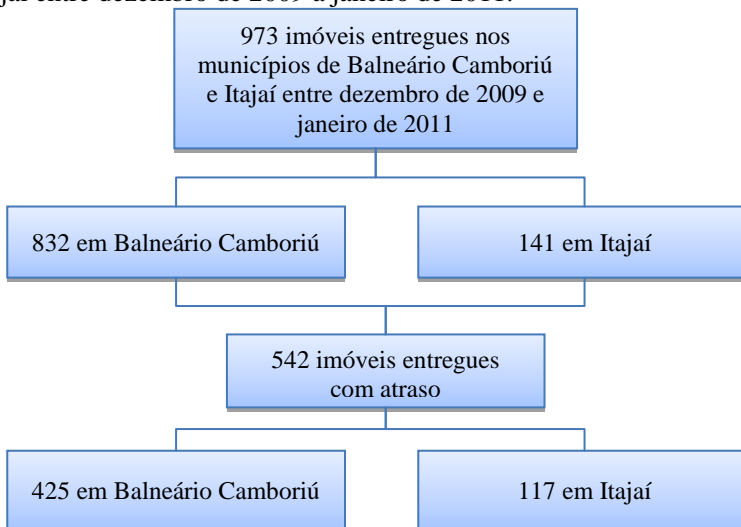 jaí entre dezembro de 2009 a janeiro de 2011.
973 imóveis entregues nos
municípios de Balneário Camboriú
e Itajaí entre dezembro de 2009 e
janeiro de 2011
832 em Balneário Camboriú
141 em Itajaí
542 imóveis entregues
com atraso
425 em Balneário Camboriú
117 em Itajaí